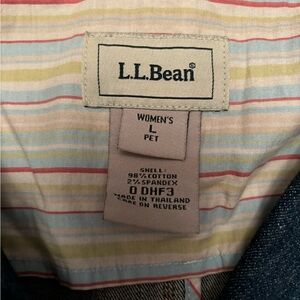 L.L.Bean®
WOMEN'S
L
PET
SHELL:
98% COTTON
2% SPANDEX
0 DHF3
MADE IN THAILAND
CARE ON REVERSE